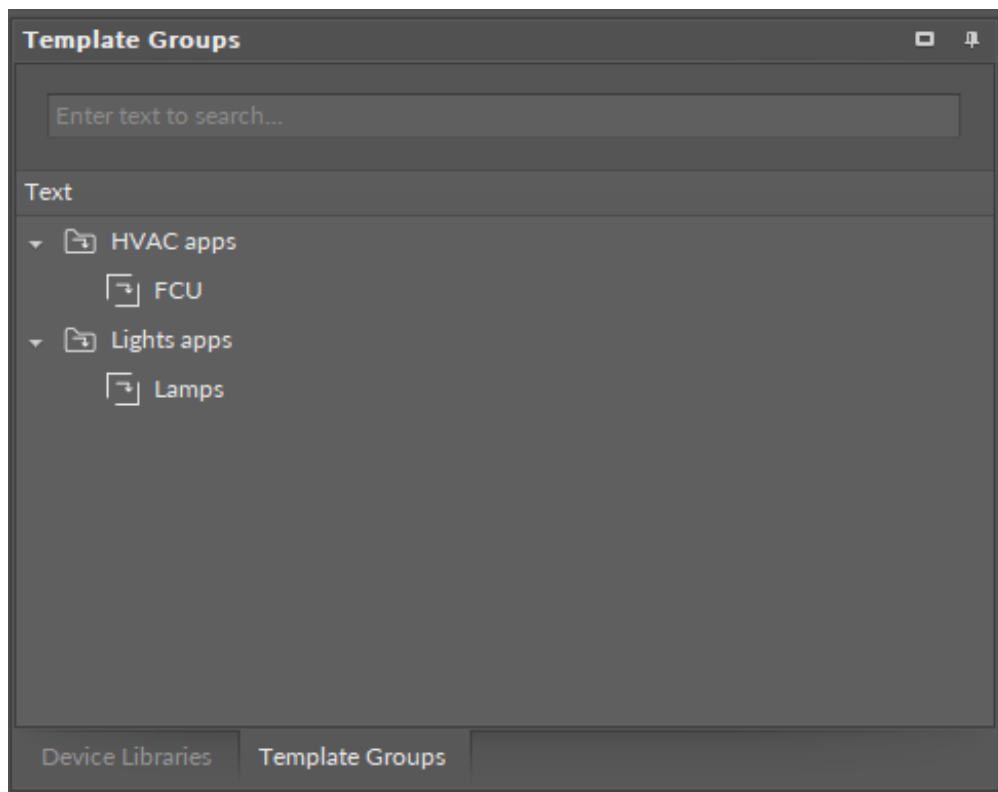 Template Groups
Enter text to search...
Text
HVAC apps
FCU
Lights apps
Lamps
Device Libraries Template Groups